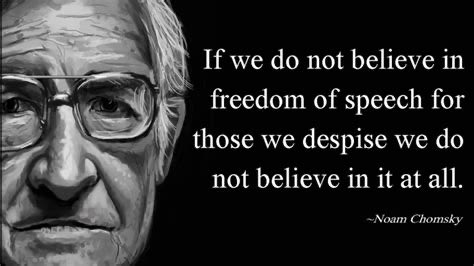 If we do not believe in
freedom of speech for
those we despise we do
not believe in it at all.
~Noam Chomsky